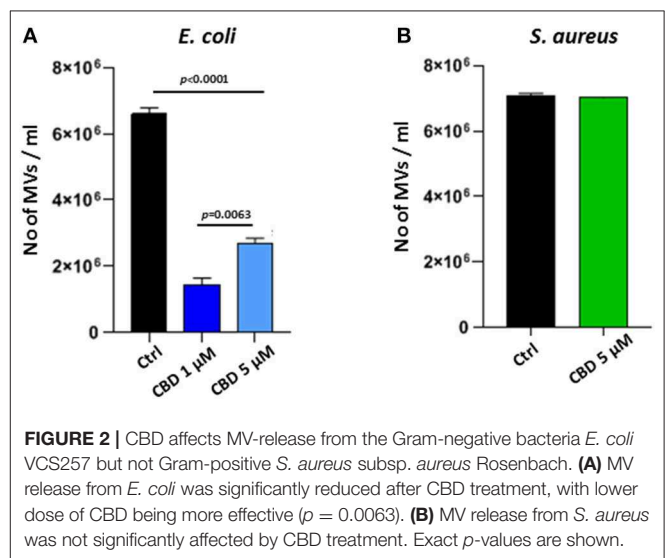 A
E. coli
No of MVs / ml
8×10⁶
6×10⁶
4×10⁶
2×10⁶
0
p<0.0001
p=0.0063
Ctrl
CBD 1 µM
CBD 5 µM
B
S. aureus
No of MVs / ml
8×10⁶
6×10⁶
4×10⁶
2×10⁶
0
Ctrl
CBD 5 µM
FIGURE 2 | CBD affects MV-release from the Gram-negative bacteria E. coli
VCS257 but not Gram-positive S. aureus subsp. aureus Rosenbach. (A) MV
release from E. coli was significantly reduced after CBD treatment, with lower
dose of CBD being more effective (p = 0.0063). (B) MV release from S. aureus
was not significantly affected by CBD treatment. Exact p-values are shown.